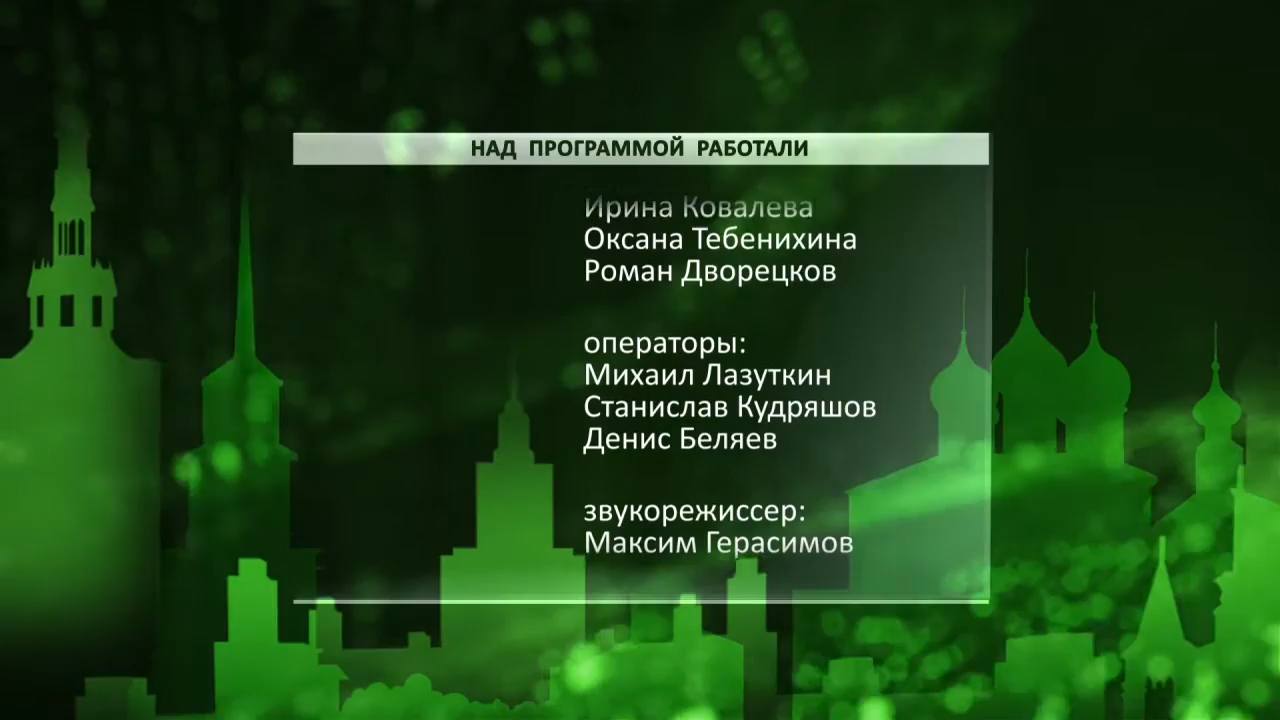 НАД ПРОГРАММОЙ РАБОТАЛИ
Ирина Ковалева
Оксана Тебенихина
Роман Дворецков
операторы:
Михаил Лазуткин
Станислав Кудряшов
Денис Беляев
звукорежиссер:
Максим Герасимов